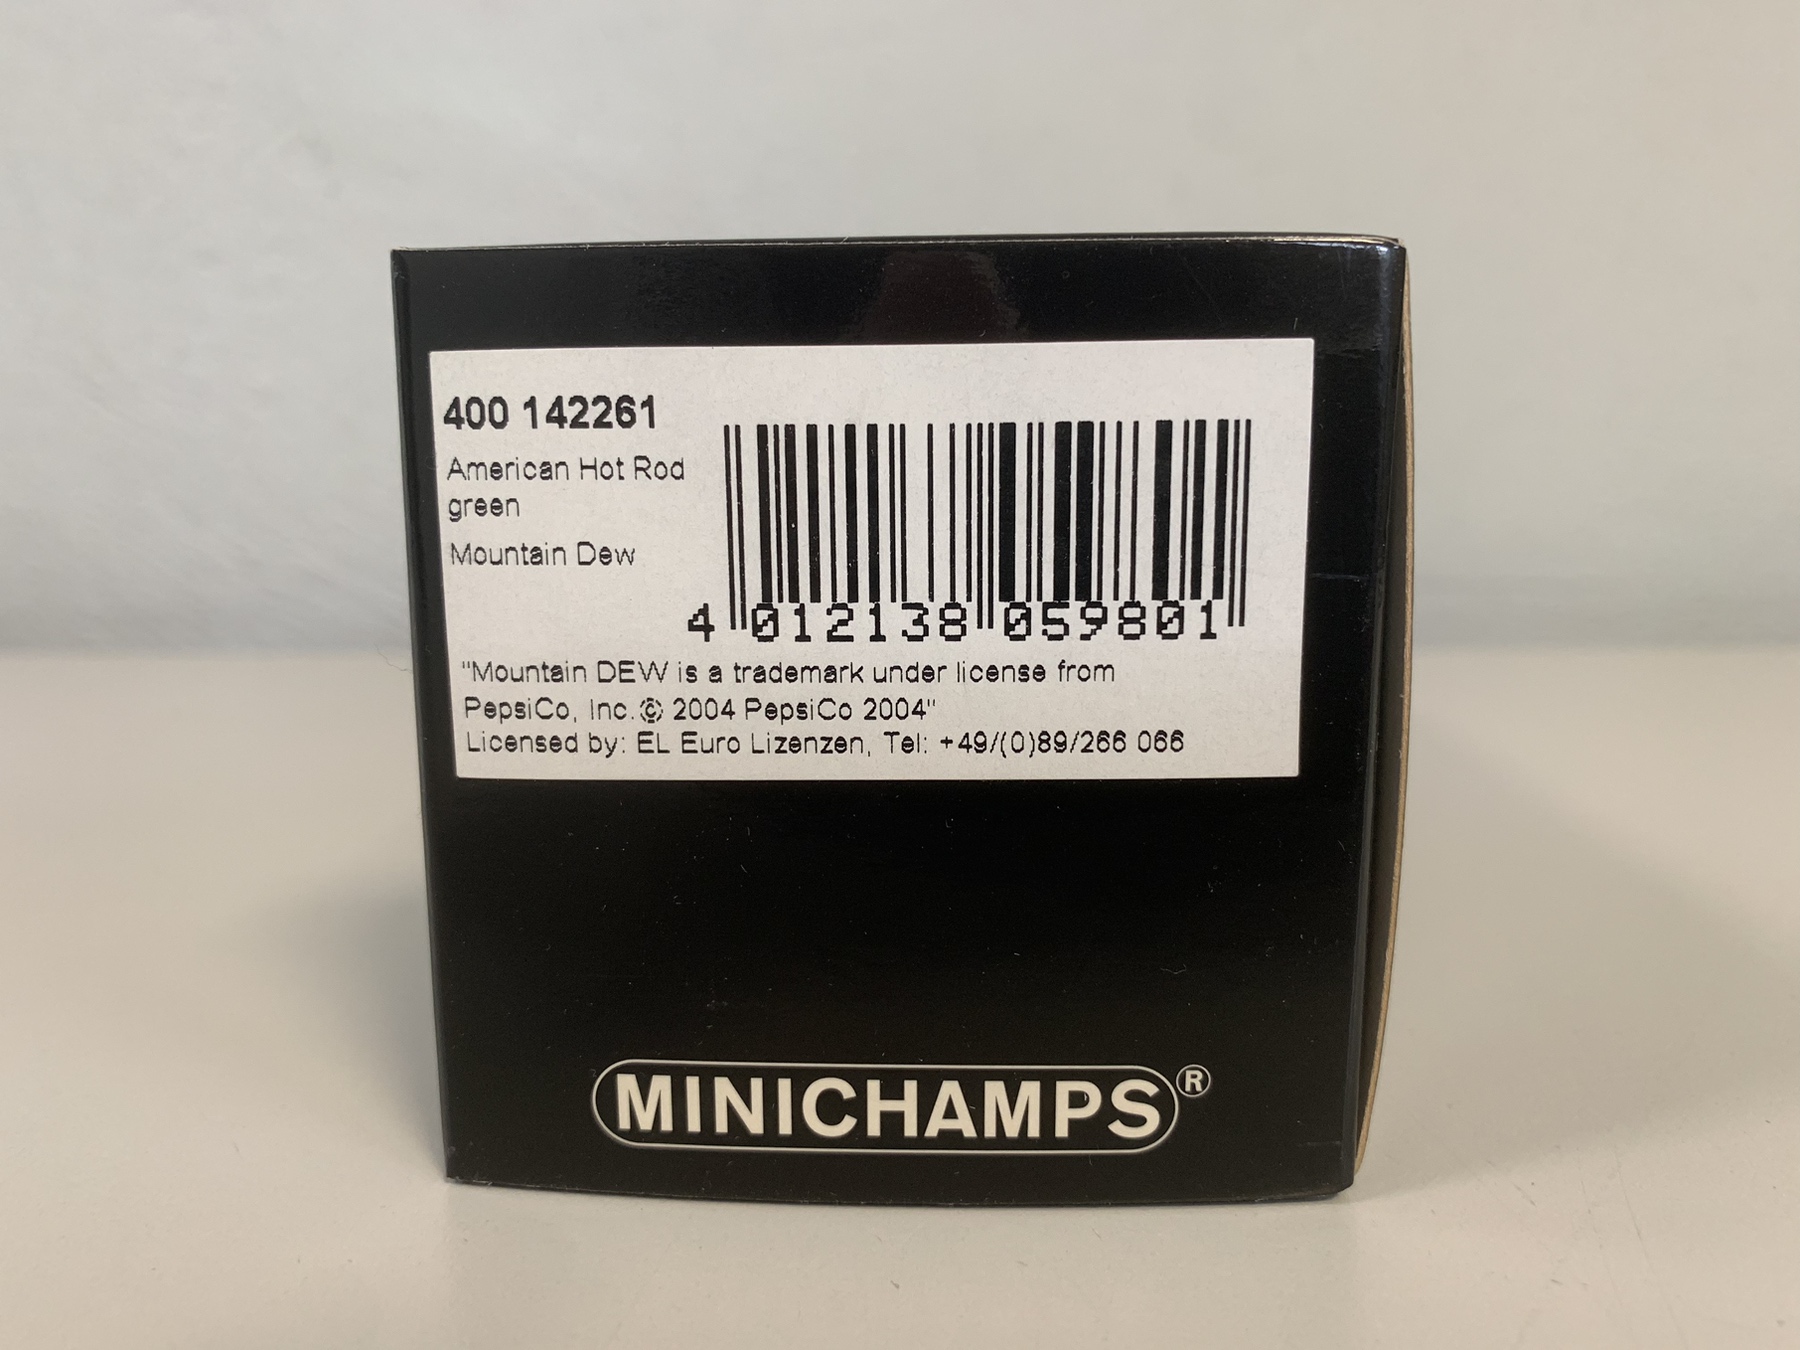 400 142261
American Hot Rod
green
Mountain Dew
4 012138 059801
"Mountain DEW is a trademark under license from
PepsiCo, Inc.© 2004 PepsiCo 2004"
Licensed by: EL Euro Lizenzen, Tel: +49/(0)89/266 066
MINICHAMPS®